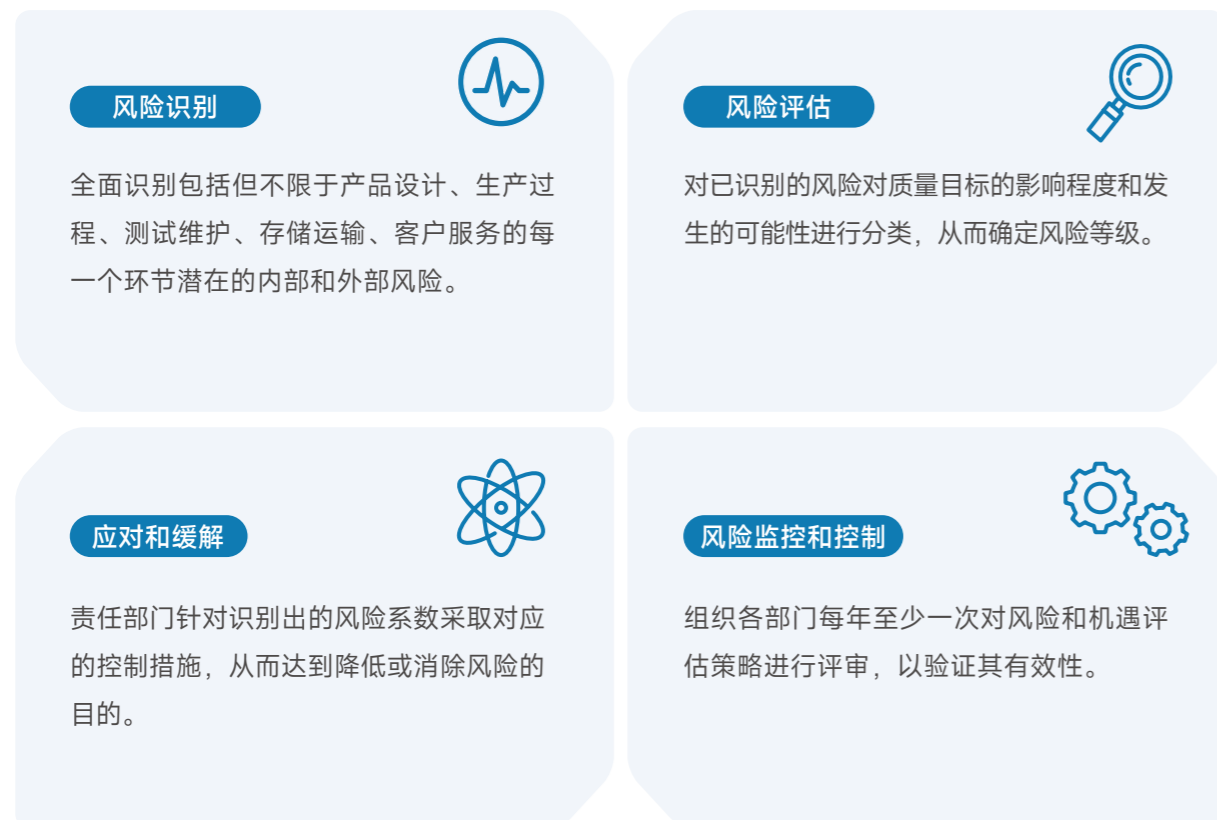 风险识别
全面识别包括但不限于产品设计、生产过
程、测试维护、存储运输、客户服务的每
一个环节潜在的内部和外部风险。
风险评估
对已识别的风险对质量目标的影响程度和发
生的可能性进行分类，从而确定风险等级。
应对和缓解
责任部门针对识别出的风险系数采取对应
的控制措施，从而达到降低或消除风险的
目的。
风险监控和控制
组织各部门每年至少一次对风险和机遇评
估策略进行评审，以验证其有效性。